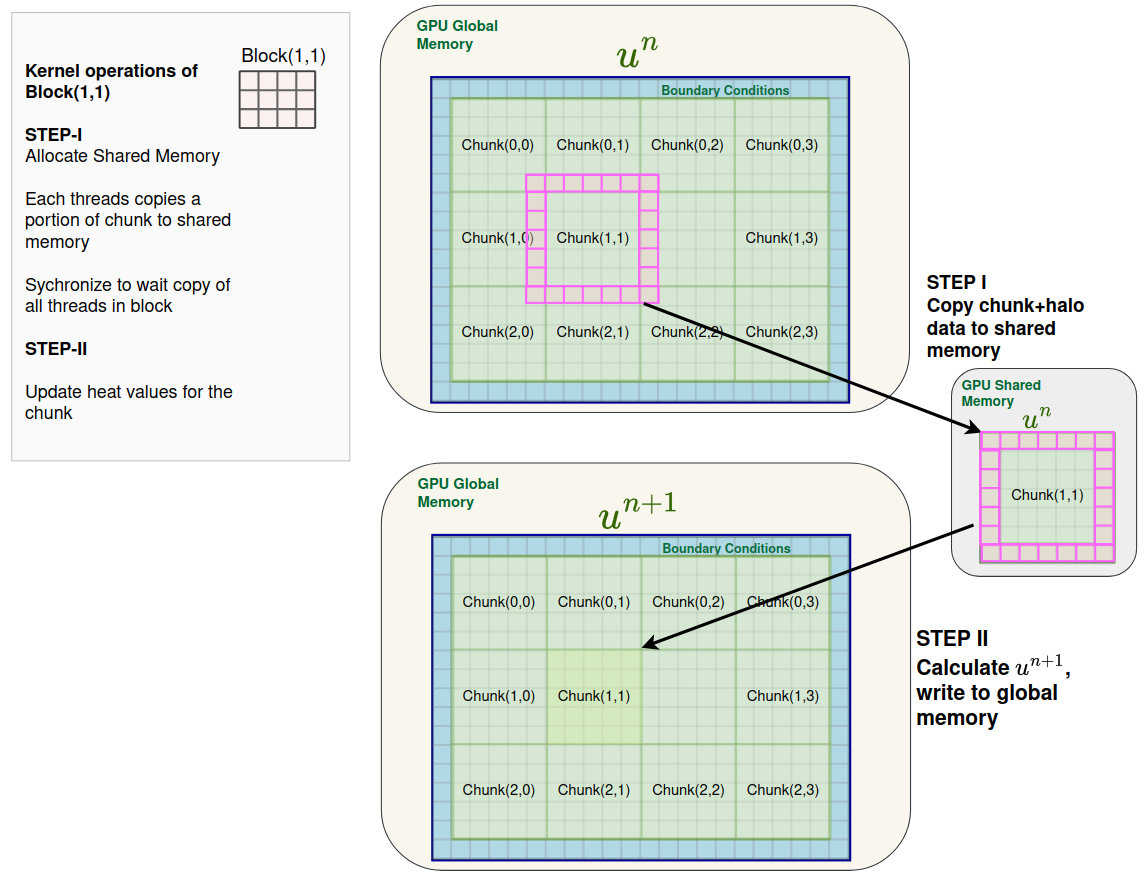 Kernel operations of
Block(1,1)
Block(1,1)
STEP-I
Allocate Shared Memory
Each threads copies a
portion of chunk to shared
memory
Sychronize to wait copy of
all threads in block
STEP-II
Update heat values for the
chunk
GPU Global
Memory
u^n
Boundary Conditions
Chunk(0,0) Chunk(0,1) Chunk(0,2) Chunk(0,3)
Chunk(1,0) Chunk(1,1) Chunk(1,3)
Chunk(2,0) Chunk(2,1) Chunk(2,2) Chunk(2,3)
STEP I
Copy chunk+halo
data to shared
memory
GPU Shared
Memory
u^n
Chunk(1,1)
GPU Global
Memory
u^{n+1}
Boundary Conditions
Chunk(0,0) Chunk(0,1) Chunk(0,2) Chunk(0,3)
Chunk(1,0) Chunk(1,1) Chunk(1,3)
Chunk(2,0) Chunk(2,1) Chunk(2,2) Chunk(2,3)
STEP II
Calculate u^{n+1},
write to global
memory